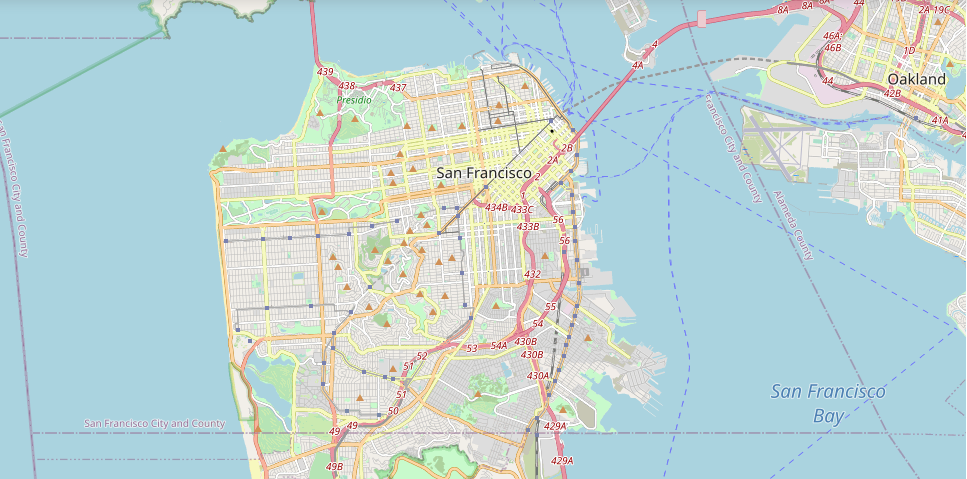 8A
8A
44
2A-19C
46A;
46B
1D
44
Oakland
42B
41A
4
4A
439
438
437
Presidio
San Francisco City and County
Francisco City and County
Alameda County
2B
2A
San Francisco
2
1
434B
433C
433B
56
56
432
55
54
54A
430B
430B
53
52
51
430A
51
50
San Francisco
Bay
San Francisco City and County
49
49
429A
49B
429A